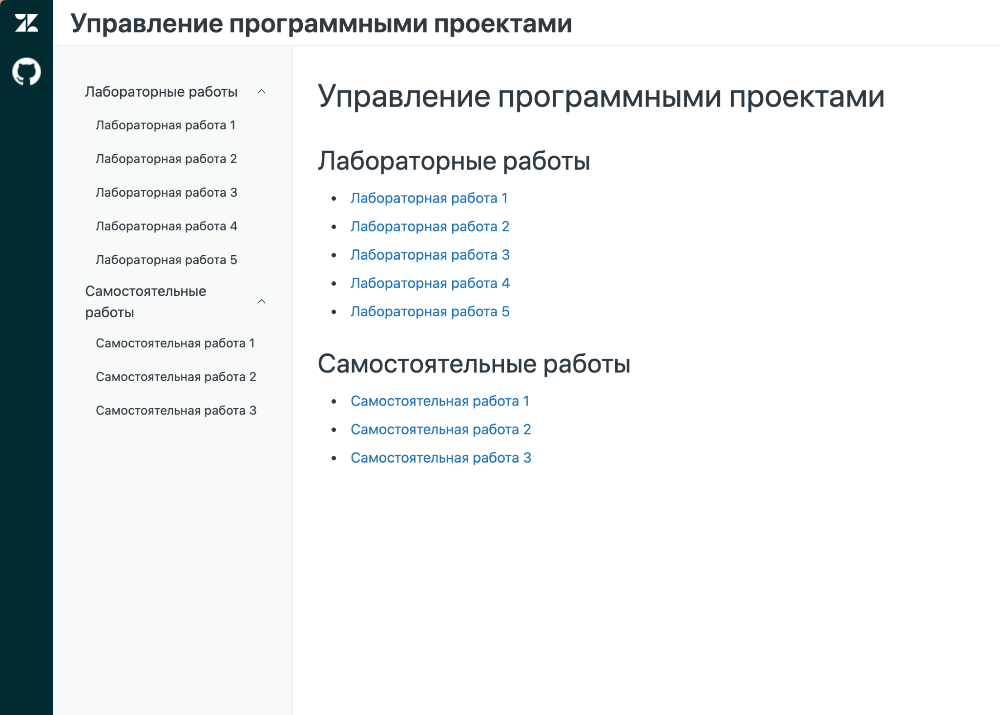 Управление программными проектами
Лабораторные работы
Лабораторная работа 1
Лабораторная работа 2
Лабораторная работа 3
Лабораторная работа 4
Лабораторная работа 5
Самостоятельные
работы
Самостоятельная работа 1
Самостоятельная работа 2
Самостоятельная работа 3
Управление программными проектами
Лабораторные работы
Лабораторная работа 1
Лабораторная работа 2
Лабораторная работа 3
Лабораторная работа 4
Лабораторная работа 5
Самостоятельные работы
Самостоятельная работа 1
Самостоятельная работа 2
Самостоятельная работа 3